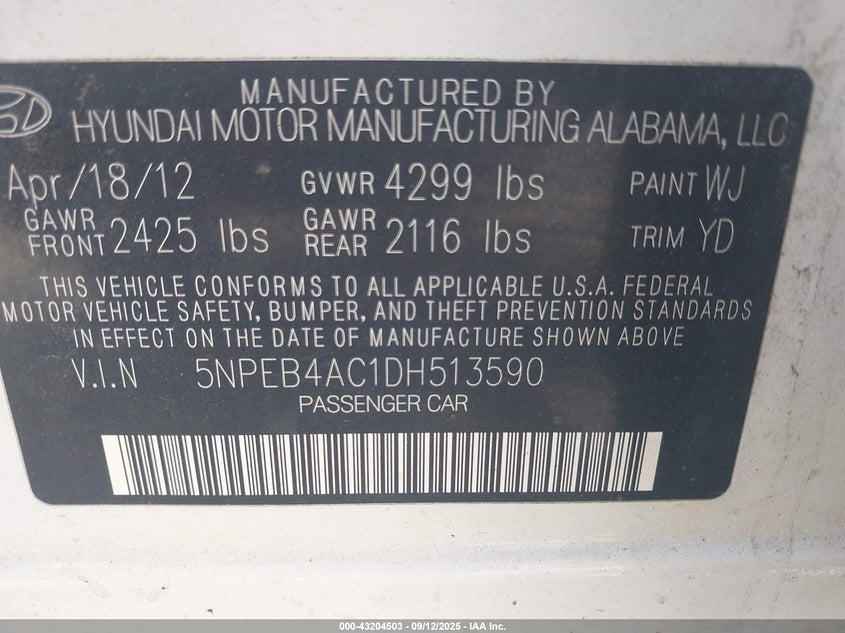 MANUFACTURED BY
HYUNDAI MOTOR MANUFACTURING ALABAMA, LLC
Apr/18/12 GVWR 4299 lbs PAINT WJ
GAWR FRONT 2425 lbs GAWR REAR 2116 lbs TRIM YD
THIS VEHICLE CONFORMS TO ALL APPLICABLE U.S.A. FEDERAL
MOTOR VEHICLE SAFETY, BUMPER, AND THEFT PREVENTION STANDARDS
IN EFFECT ON THE DATE OF MANUFACTURE SHOWN ABOVE
V.I.N 5NPEB4AC1DH513590
PASSENGER CAR
000-43204503 - 09/12/2025 - IAA Inc.